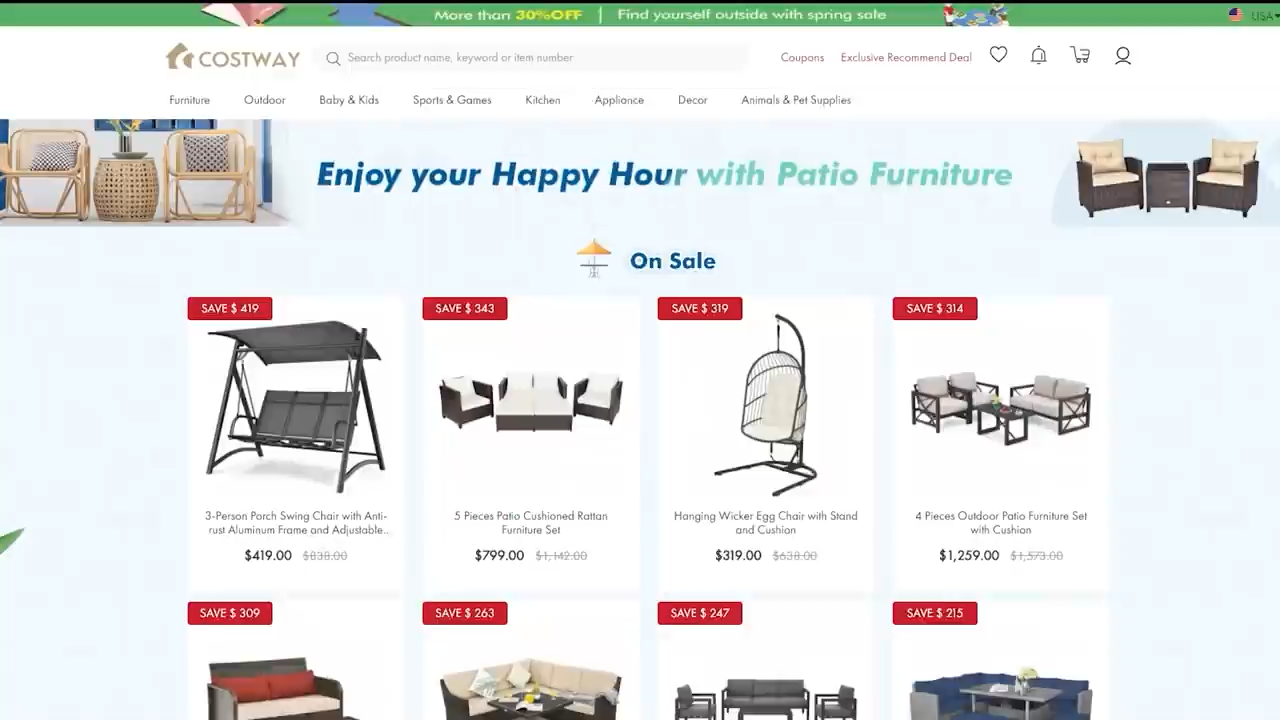 More than 30%OFF | Find yourself outside with spring sale
USA
COSTWAY
Search product name, keyword or item number
Coupons
Exclusive Recommend Deal
Furniture
Outdoor
Baby & Kids
Sports & Games
Kitchen
Appliance
Decor
Animals & Pet Supplies
Enjoy your Happy Hour with Patio Furniture
On Sale
SAVE $ 419
SAVE $ 343
SAVE $ 319
SAVE $ 314
3-Person Porch Swing Chair with Anti-
rust Aluminum Frame and Adjustable..
$419.00 $838.00
5 Pieces Patio Cushioned Rattan
Furniture Set
$799.00 $1,142.00
Hanging Wicker Egg Chair with Stand
and Cushion
$319.00 $638.00
4 Pieces Outdoor Patio Furniture Set
with Cushion
$1,259.00 $1,573.00
SAVE $ 309
SAVE $ 263
SAVE $ 247
SAVE $ 215